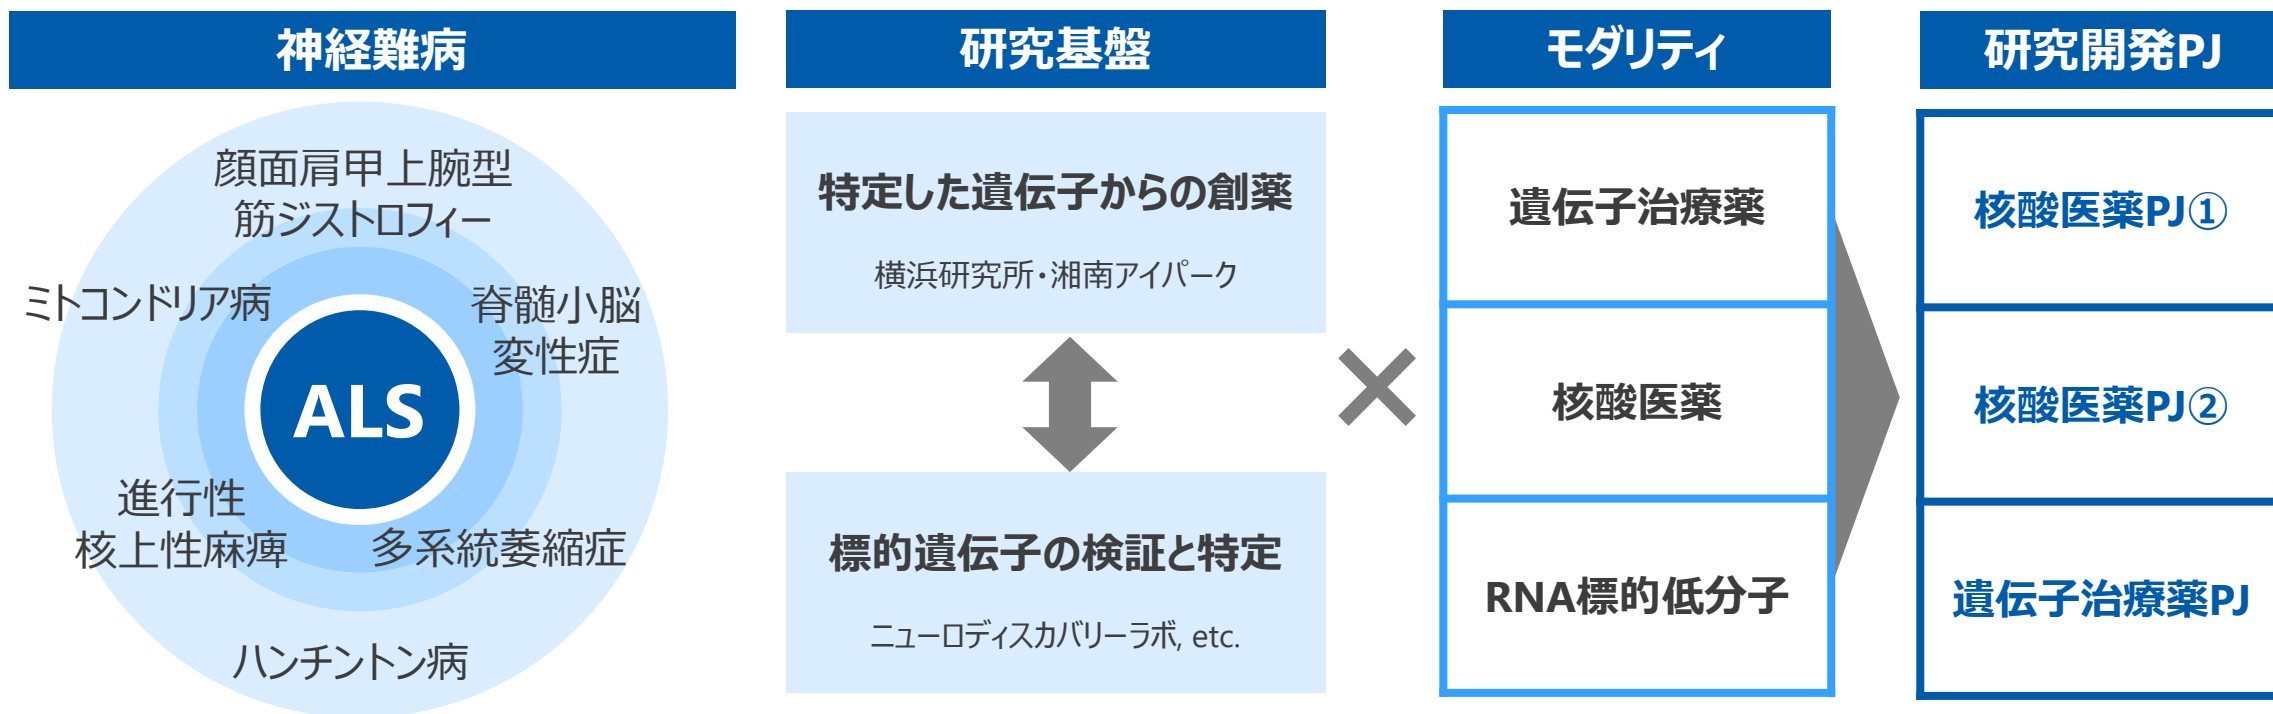 神経難病
顔面肩甲上腕型
筋ジストロフィー
ミトコンドリア病
脊髄小脳
変性症
ALS
進行性
核上性麻痺
多系統萎縮症
ハンチントン病
研究基盤
特定した遺伝子からの創薬
横浜研究所・湘南アイパーク
標的遺伝子の検証と特定
ニューロディスカバリーラボ, etc.
モダリティ
遺伝子治療薬
核酸医薬
RNA標的低分子
研究開発PJ
核酸医薬PJ①
核酸医薬PJ②
遺伝子治療薬PJ